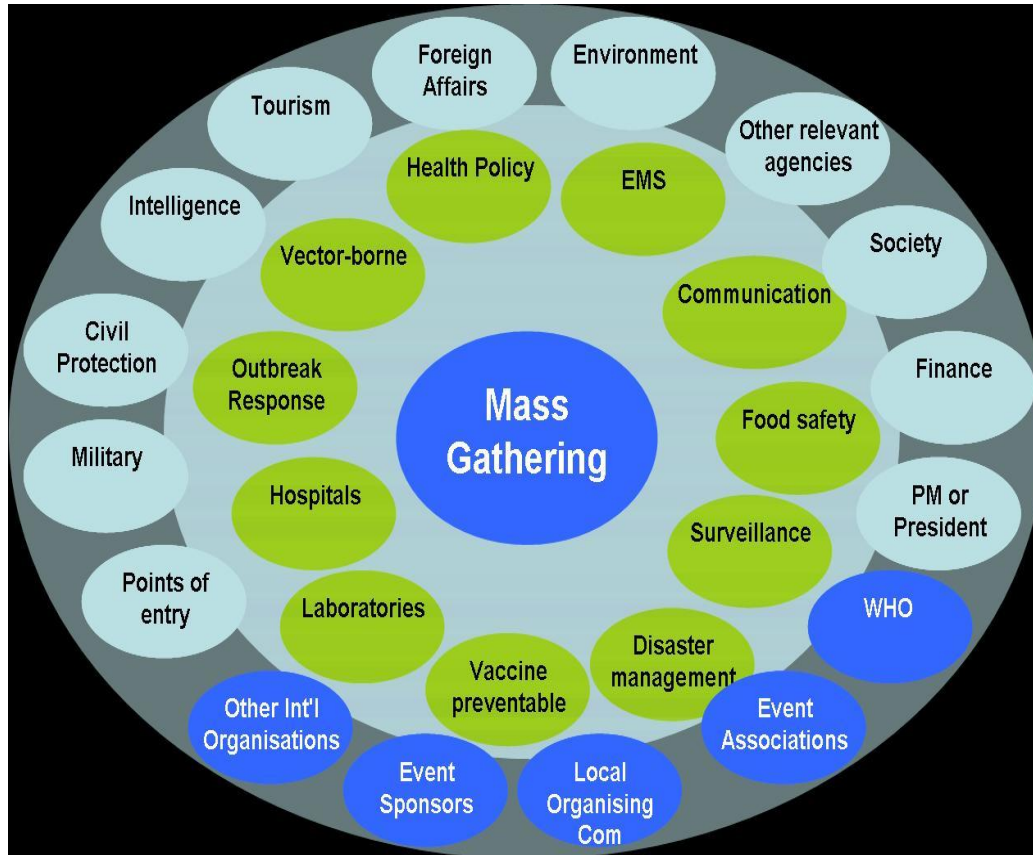 Foreign
Affairs
Environment
Tourism
Other relevant
agencies
Health Policy
EMS
Intelligence
Society
Vector-borne
Communication
Civil
Protection
Outbreak
Response
Finance
Mass
Gathering
Food safety
Military
Hospitals
PM or
President
Surveillance
Points of
entry
Laboratories
WHO
Vaccine
preventable
Disaster
management
Other Int'l
Organisations
Event
Associations
Event
Sponsors
Local
Organising
Com